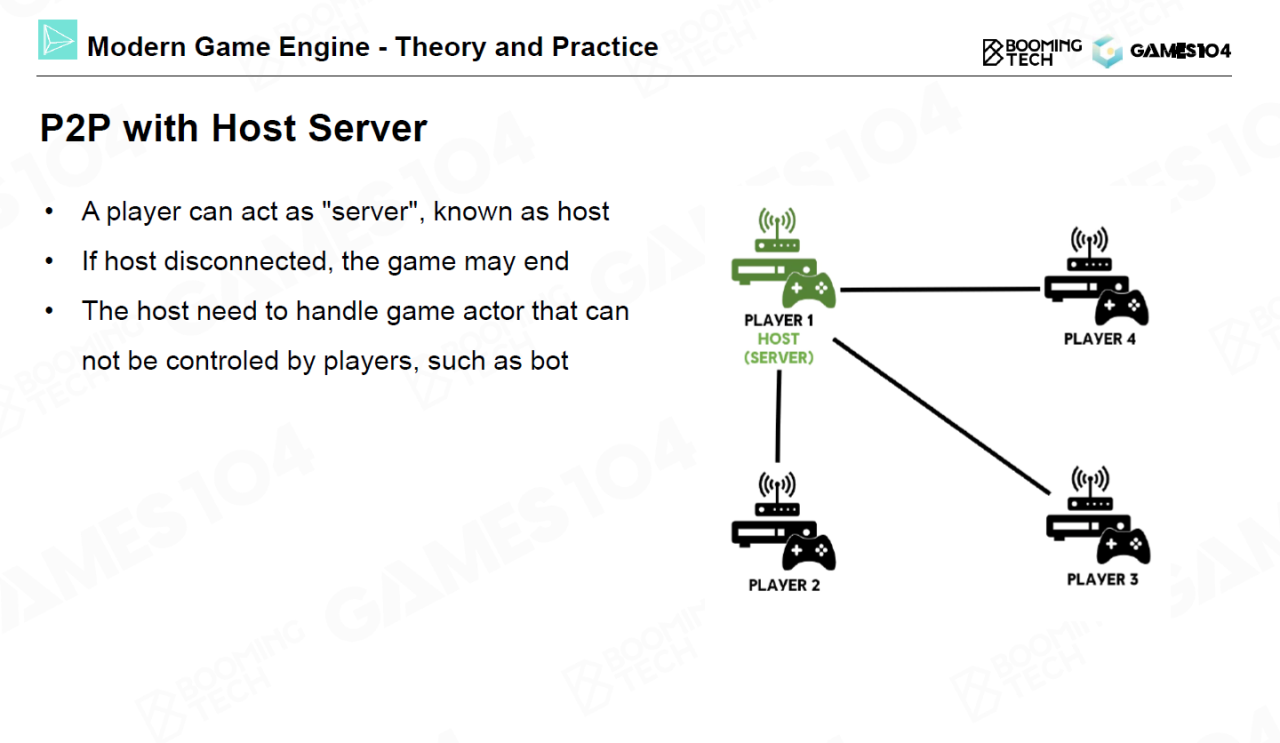 Modern Game Engine - Theory and Practice
BOOMING
TECH
GAMES104
P2P with Host Server
• A player can act as "server", known as host
• If host disconnected, the game may end
• The host need to handle game actor that can
not be controled by players, such as bot
PLAYER 1
HOST
(SERVER)
PLAYER 4
PLAYER 2
PLAYER 3